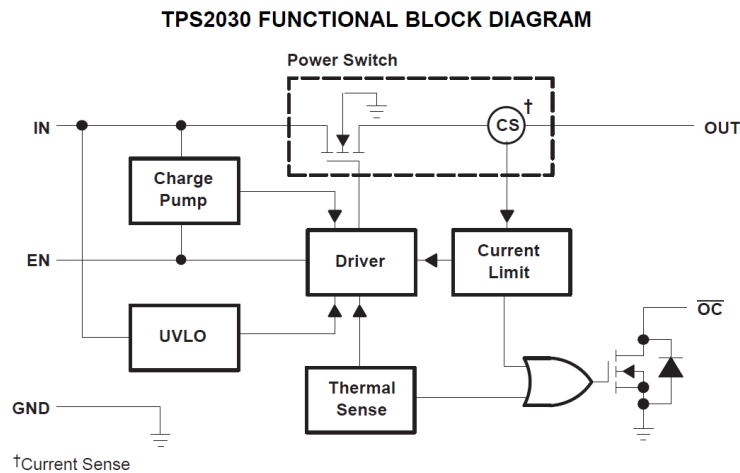 TPS2030 FUNCTIONAL BLOCK DIAGRAM
Power Switch
†
IN
CS
OUT
Charge
Pump
EN
Driver
Current
Limit
UVLO
O̅C̅
Thermal
Sense
GND
†Current Sense